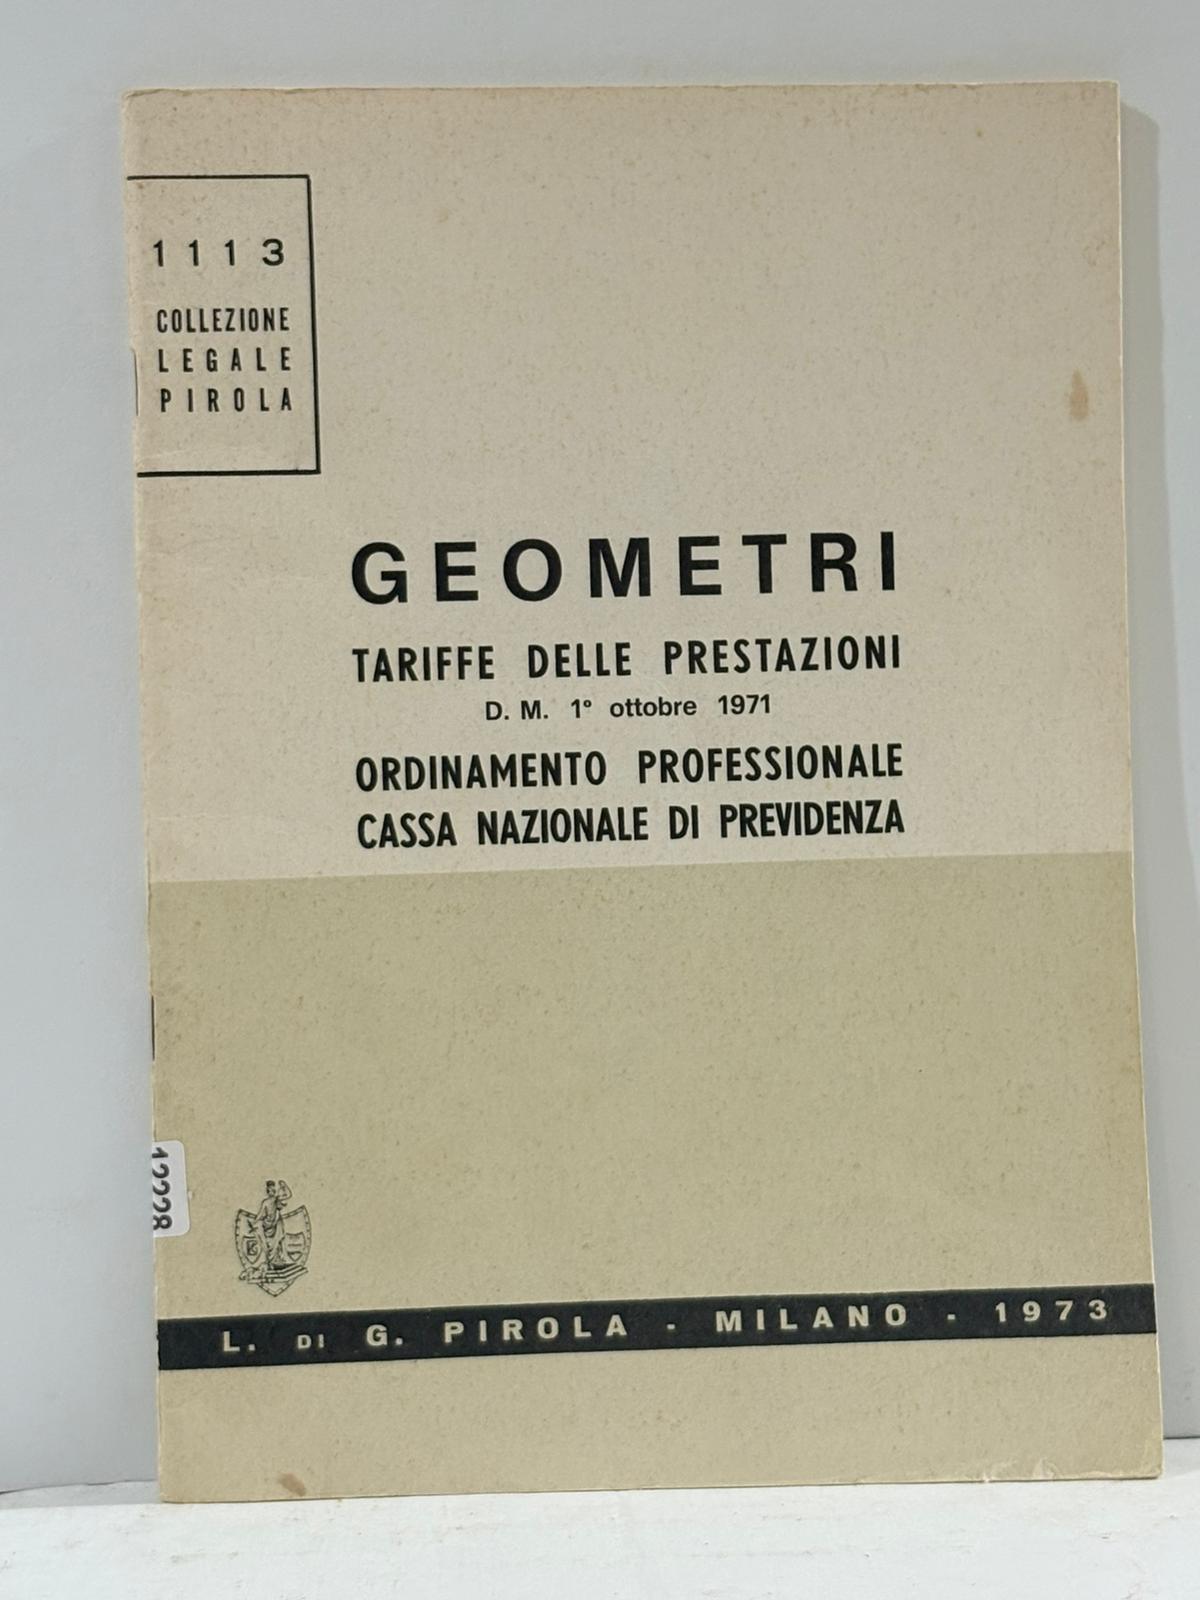 1113
COLLEZIONE
LEGALE
PIROLA
GEOMETRI
TARIFFE DELLE PRESTAZIONI
D. M. 1° ottobre 1971
ORDINAMENTO PROFESSIONALE
CASSA NAZIONALE DI PREVIDENZA
12228
L. DI G. PIROLA - MILANO - 1973